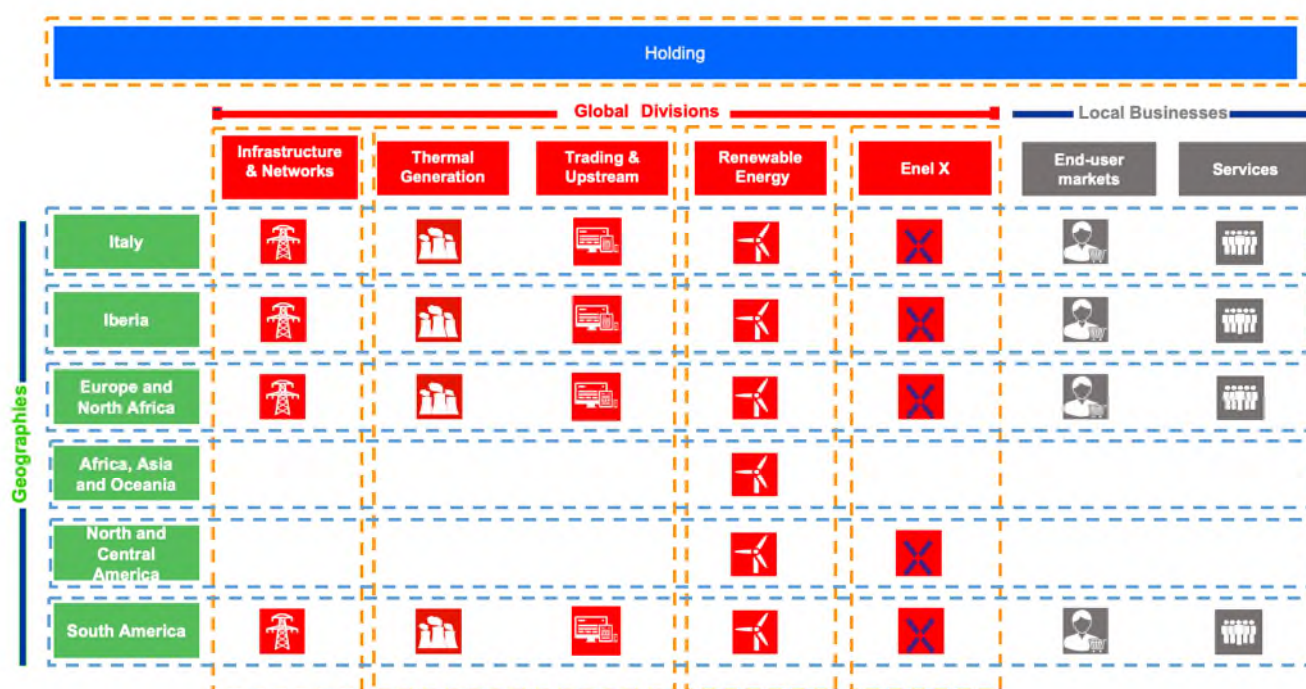 Holding
Global Divisions
Local Businesses
Infrastructure
& Networks
Thermal
Generation
Trading &
Upstream
Renewable
Energy
Enel X
End-user
markets
Services
Geographies
Italy
Iberia
Europe and
North Africa
Africa, Asia
and Oceania
North and
Central
America
South America